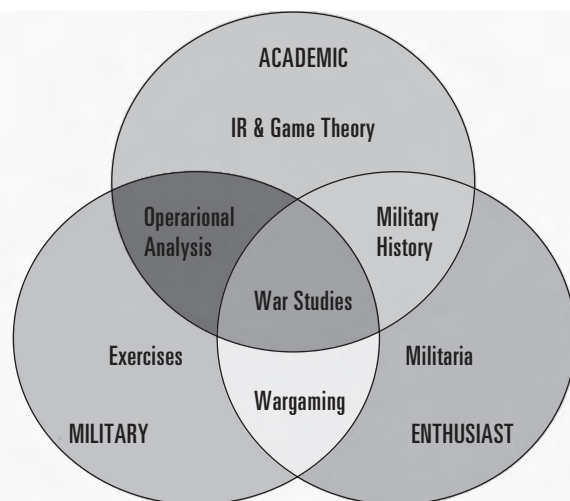 ACADEMIC
IR & Game Theory
Operarional
Analysis
Military
History
War Studies
Exercises
Militaria
Wargaming
MILITARY
ENTHUSIAST